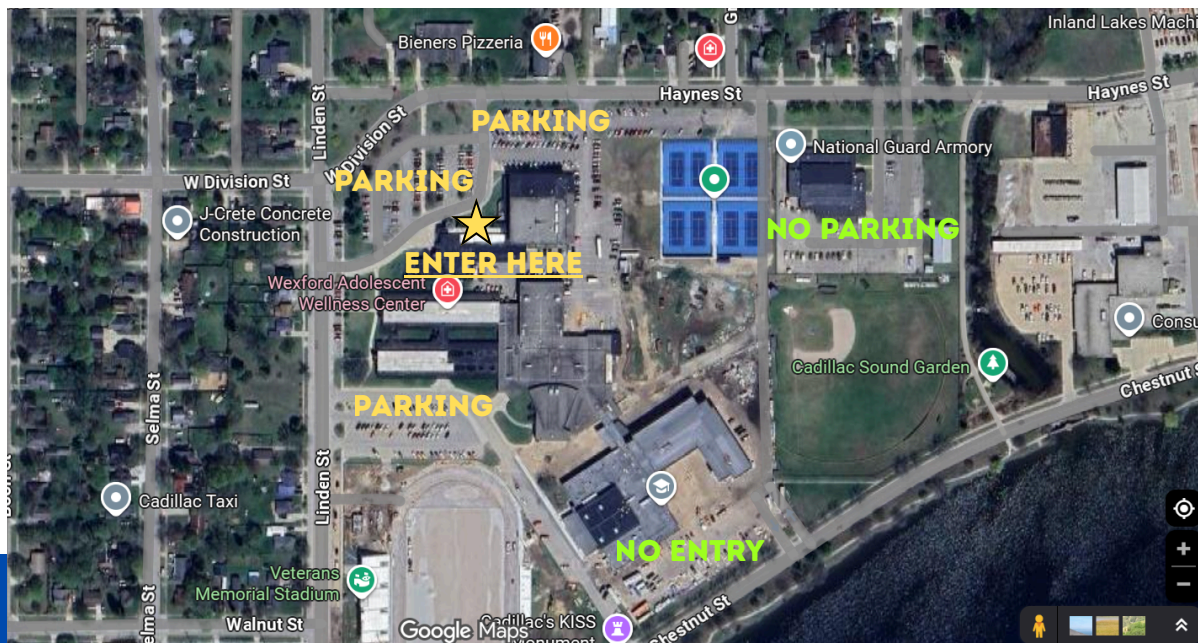 Inland Lakes Machi
Bieners Pizzeria
Haynes St
Haynes St
Linden St
W Division St
PARKING
National Guard Armory
W Division St
PARKING
J-Crete Concrete
Construction
NO PARKING
ENTER HERE
Wexford Adolescent
Wellness Center
Consu
Cadillac Sound Garden
Chestnut S
Selma St
PARKING
Linden St
Cadillac Taxi
NO ENTRY
Veterans
Memorial Stadium
Chestnut St
elma St
Walnut St
Google Maps
Cadillac's KISS
Monument